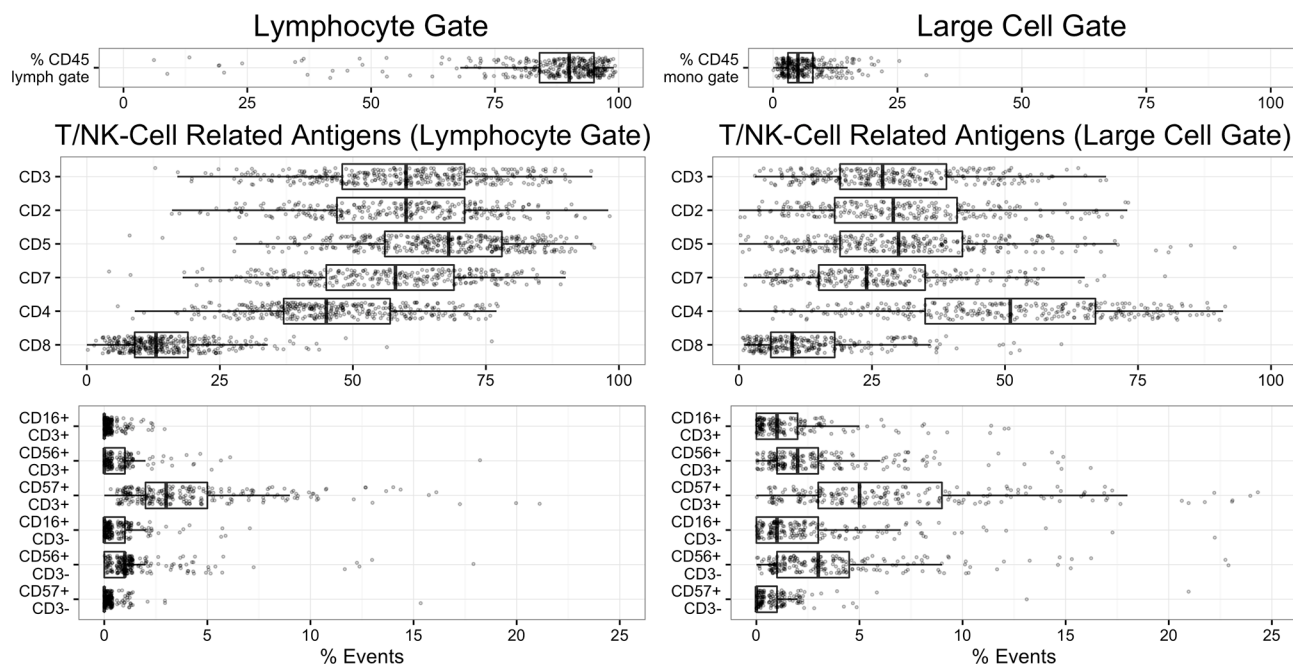 Lymphocyte Gate
% CD45
lymph gate
0 25 50 75 100
T/NK-Cell Related Antigens (Lymphocyte Gate)
CD3
CD2
CD5
CD7
CD4
CD8
0 25 50 75 100
CD16+
CD3+
CD56+
CD3+
CD57+
CD3+
CD16+
CD3-
CD56+
CD3-
CD57+
CD3-
0 5 10 15 20 25
% Events
Large Cell Gate
% CD45
mono gate
0 25 50 75 100
T/NK-Cell Related Antigens (Large Cell Gate)
CD3
CD2
CD5
CD7
CD4
CD8
0 25 50 75 100
CD16+
CD3+
CD56+
CD3+
CD57+
CD3+
CD16+
CD3-
CD56+
CD3-
CD57+
CD3-
0 5 10 15 20 25
% Events